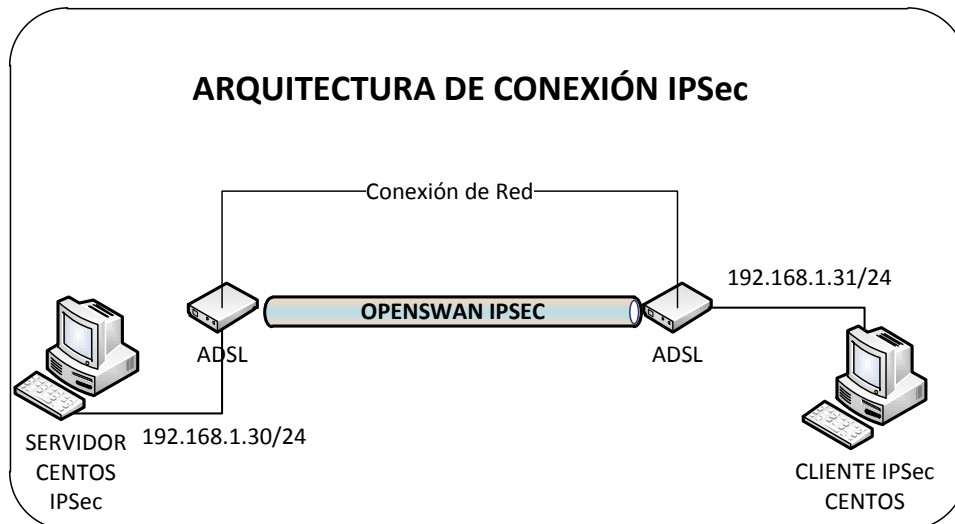 ARQUITECTURA DE CONEXIÓN IPSec
Conexión de Red
192.168.1.31/24
OPENSWAN IPSEC
ADSL
ADSL
192.168.1.30/24
SERVIDOR
CENTOS
IPSec
CLIENTE IPSec
CENTOS